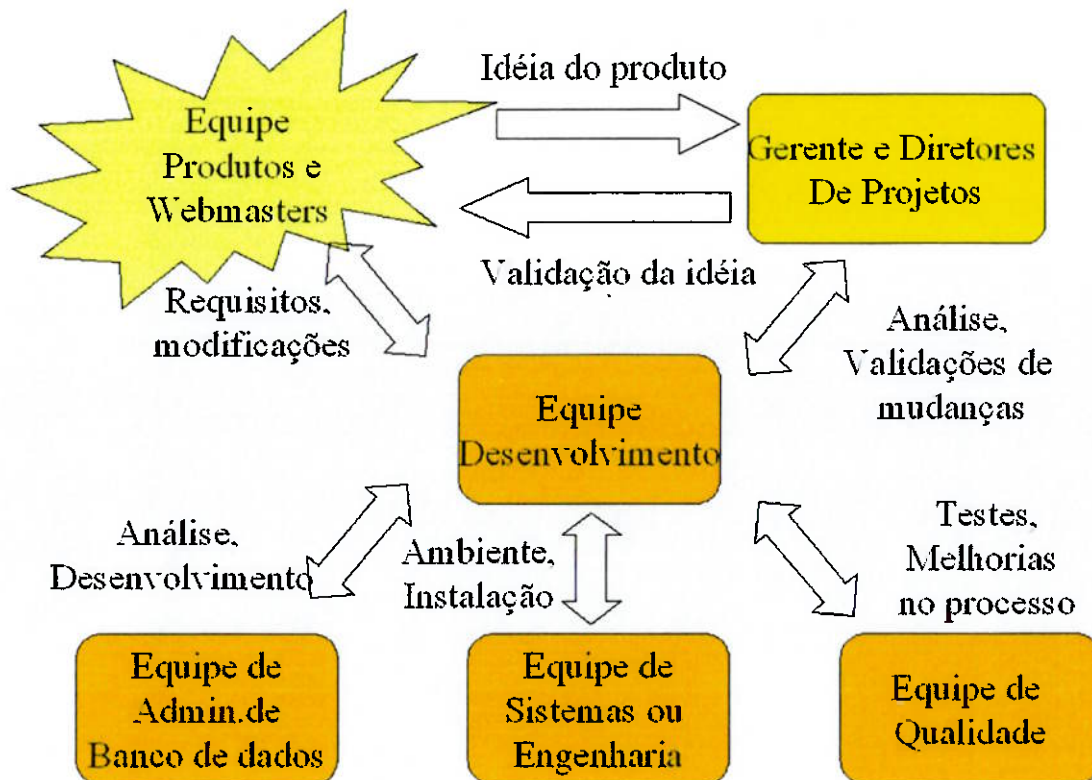 Idéia do produto
Equipe
Produtos e
Webmasters
Gerente e Diretores
De Projetos
Validação da idéia
Requisitos,
modificações
Análise,
Validações de
mudanças
Equipe
Desenvolvimento
Análise,
Desenvolvimento
Ambiente,
Instalação
Testes,
Melhorias
no processo
Equipe de
Admin.de
Banco de dados
Equipe de
Sistemas ou
Engenharia
Equipe de
Qualidade